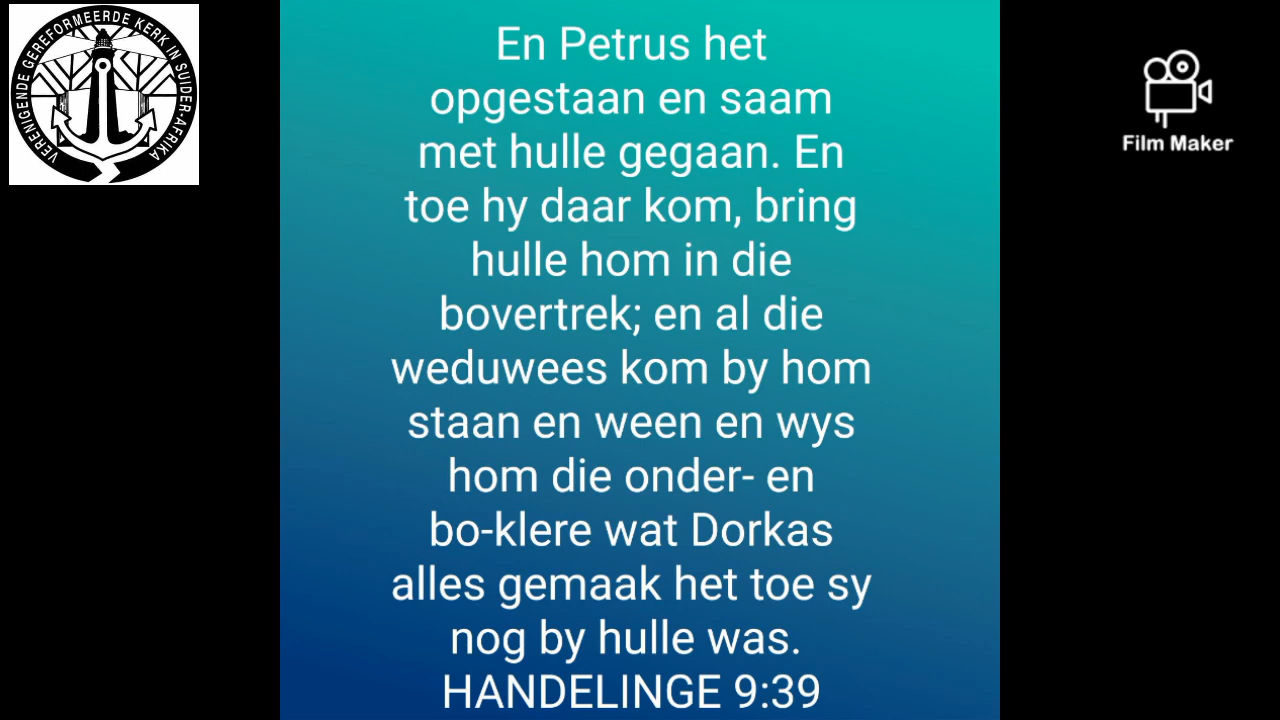 VERENIGENDE GEREFORMEERDE KERK IN SUIDER-AFRIKA
En Petrus het
opgestaan en saam
met hulle gegaan. En
toe hy daar kom, bring
hulle hom in die
bovertrek; en al die
weduwees kom by hom
staan en ween en wys
hom die onder- en
bo-klere wat Dorkas
alles gemaak het toe sy
nog by hulle was.
HANDELINGE 9:39
Film Maker